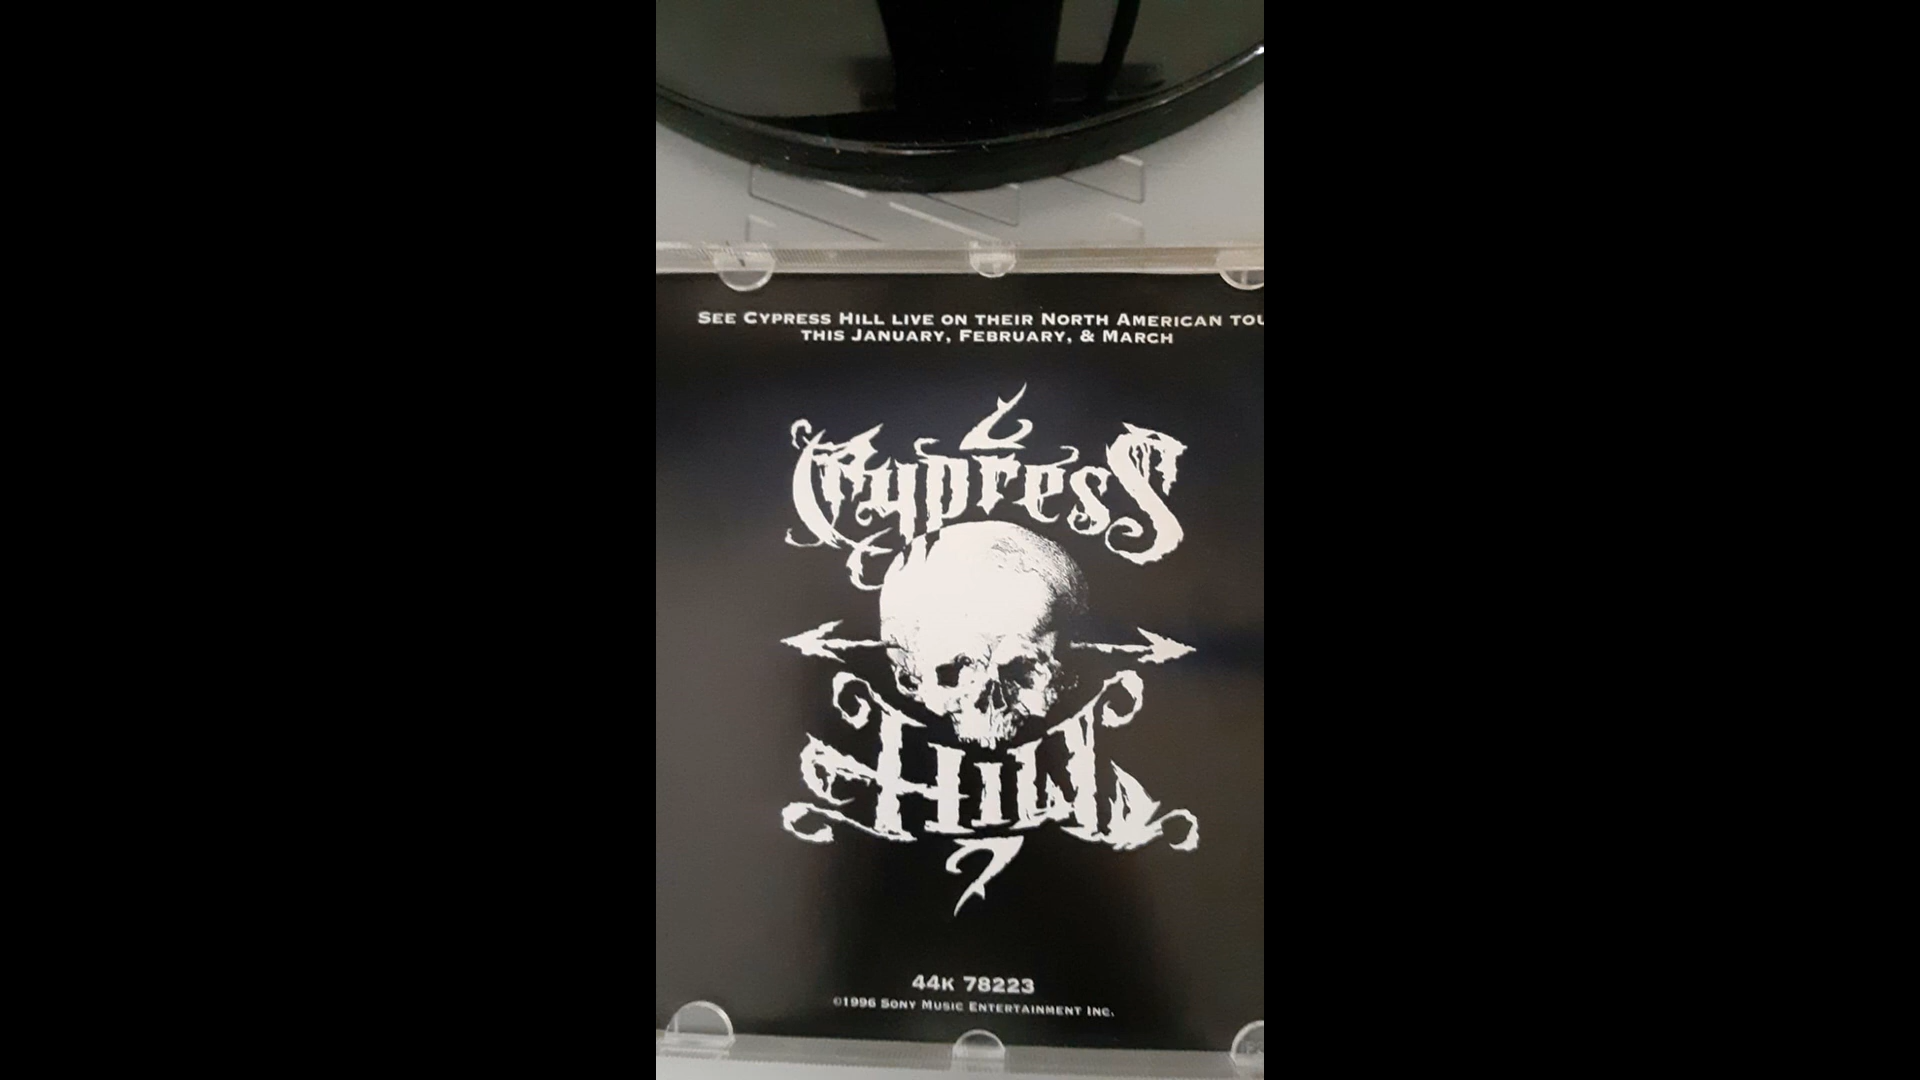 SEE CYPRESS HILL LIVE ON THEIR NORTH AMERICAN
THIS JANUARY, FEBRUARY, & MARCH
Cypress
HILL
44K 78223
©1996 SONY MUSIC ENTERTAINMENT INC.